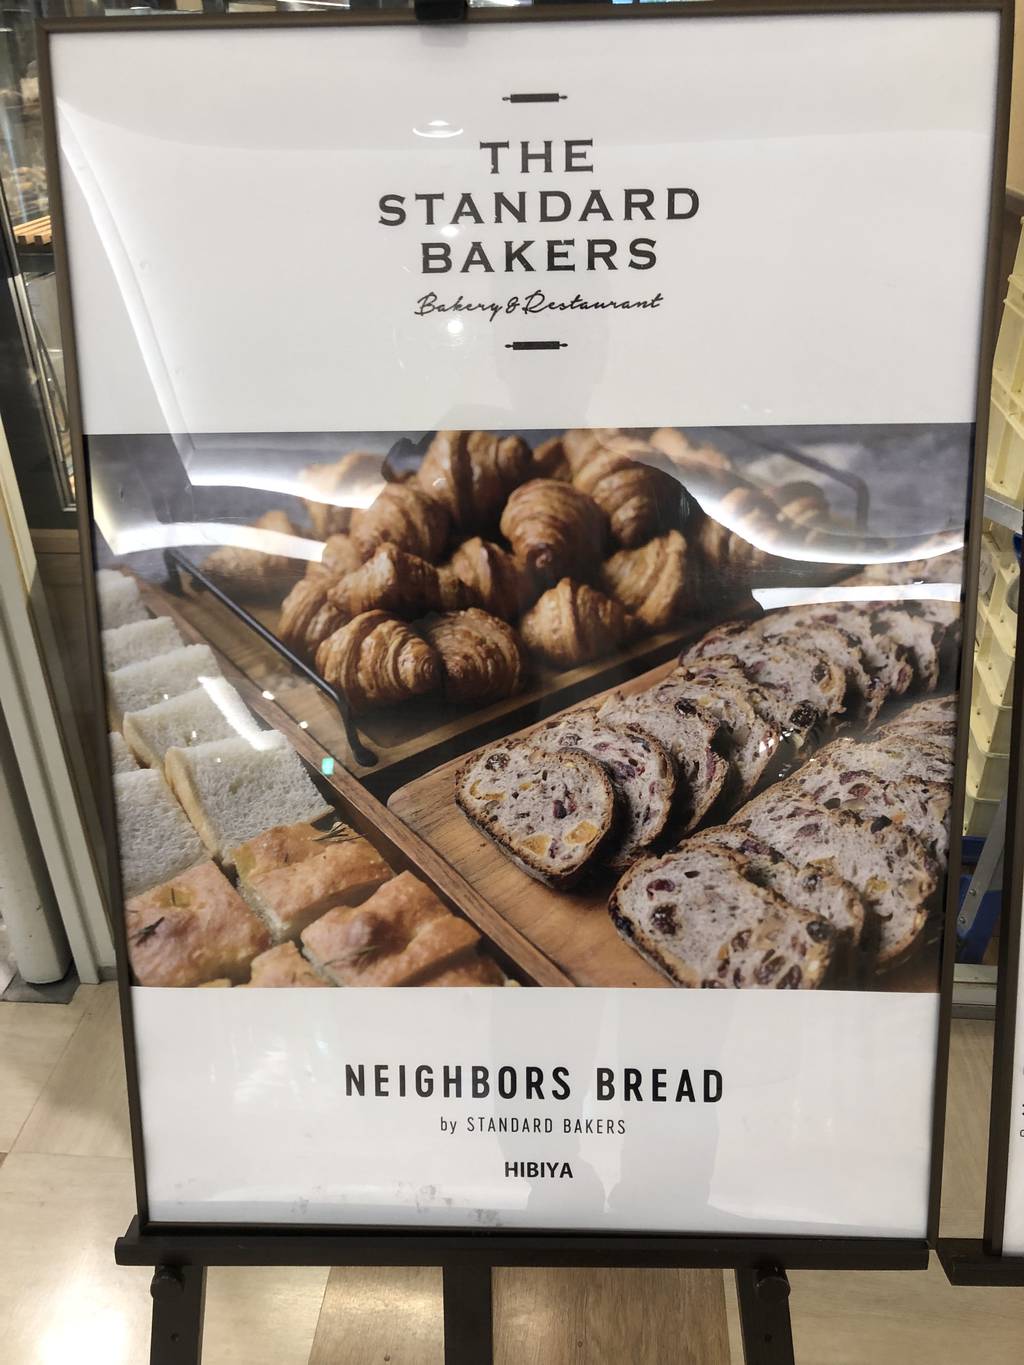 THE
STANDARD
BAKERS
Bakery & Restaurant
NEIGHBORS BREAD
by STANDARD BAKERS
HIBIYA